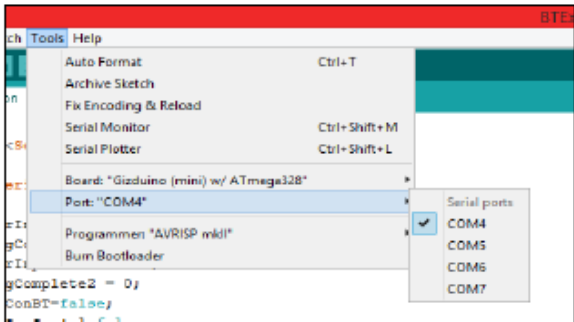 BTE
ch Tools Help
Auto Format Ctrl+T
Archive Sketch
Fix Encoding & Reload
Serial Monitor Ctrl+Shift+M
Serial Plotter Ctrl+Shift+L
Board: "Gizduino (mini) w/ ATmega328"
Port: "COM4"
Serial ports
COM4
COM5
COM6
COM7
Programmer: "AVRISP mkII"
Burn Bootloader
gComplete2 = 0;
ConBT=false;